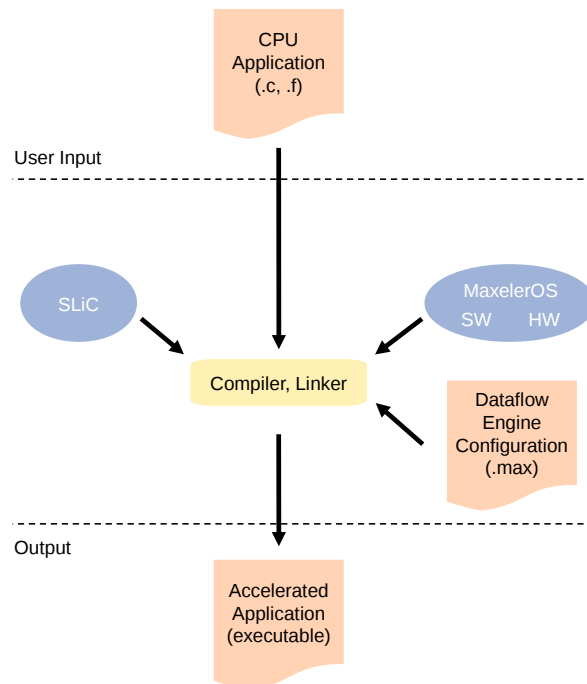 CPU
Application
(.c, .f)
User Input
SLiC
MaxelerOS
SW HW
Compiler, Linker
Dataflow
Engine
Configuration
(.max)
Output
Accelerated
Application
(executable)